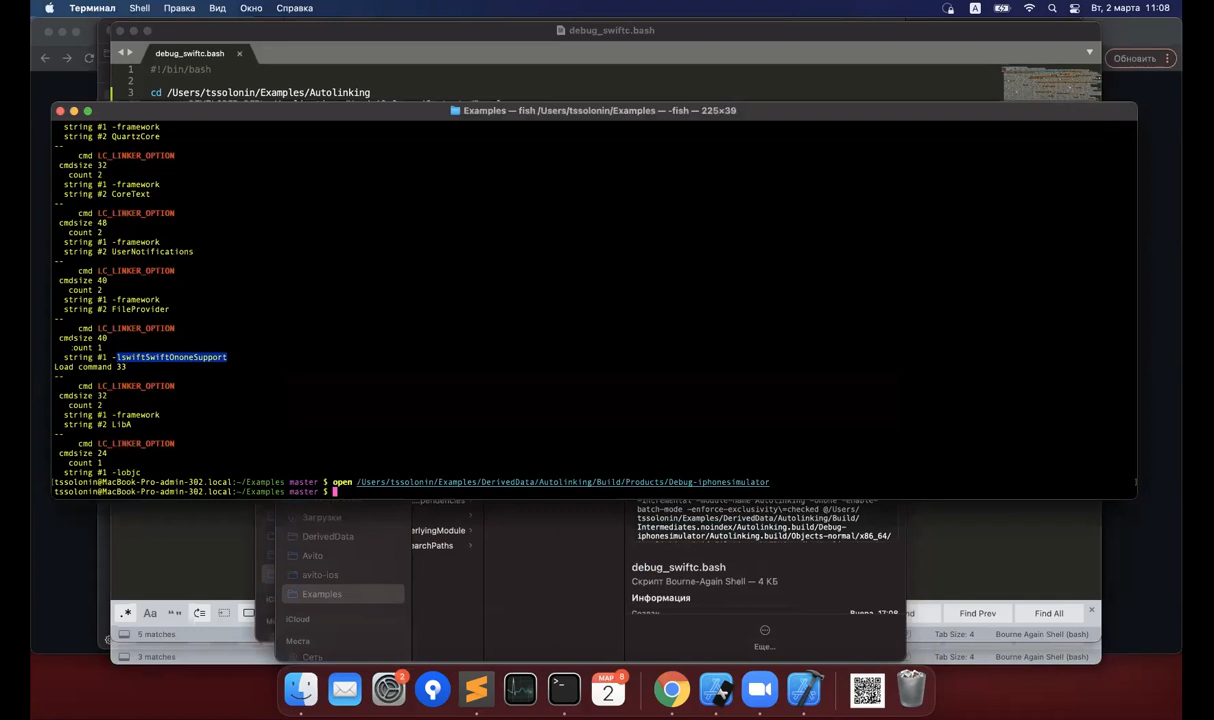 Терминал Shell Правка Вид Окно Справка
A
Вт, 2 марта 11:08
debug_swiftc.bash
debug_swiftc.bash ×
Обновить
1 #!/bin/bash
2
3 cd /Users/tssolonin/Examples/Autolinking
Examples — fish /Users/tssolonin/Examples — -fish — 225×39
string #1 -framework
string #2 QuartzCore
--
cmd LC_LINKER_OPTION
cmdsize 32
count 2
string #1 -framework
string #2 CoreText
--
cmd LC_LINKER_OPTION
cmdsize 48
count 2
string #1 -framework
string #2 UserNotifications
--
cmd LC_LINKER_OPTION
cmdsize 40
count 2
string #1 -framework
string #2 FileProvider
--
cmd LC_LINKER_OPTION
cmdsize 40
count 1
string #1 -lswiftSwiftOnoneSupport
Load command 33
--
cmd LC_LINKER_OPTION
cmdsize 32
count 2
string #1 -framework
string #2 LibA
--
cmd LC_LINKER_OPTION
cmdsize 24
count 1
string #1 -lobjc
tssolonin@MacBook-Pro-admin-302.local:~/Examples master $ open /Users/tssolonin/Examples/DerivedData/Autolinking/Build/Products/Debug-iphonesimulator
tssolonin@MacBook-Pro-admin-302.local:~/Examples master $
Загрузки
DerivedData
Avito
avito-ios
Examples
iCloud
Места
Сеть
erlyingModule
earchPaths
batch-mode -enforce-exclusivity\=checked @/Users/
tssolonin/Examples/DerivedData/Autolinking/Build/
Intermediates.noindex/Autolinking.build/Debug-
iphonesimulator/Autolinking.build/Objects-normal/x86_64/
debug_swiftc.bash
Скрипт Bourne-Again Shell — 4 КБ
Информация
Вчера, 17:08
Еще...
.* Aa “ ”
Find Prev Find All
5 matches
Tab Size: 4 Bourne Again Shell (bash)
3 matches
Tab Size: 4 Bourne Again Shell (bash)
2
МАР
2
8